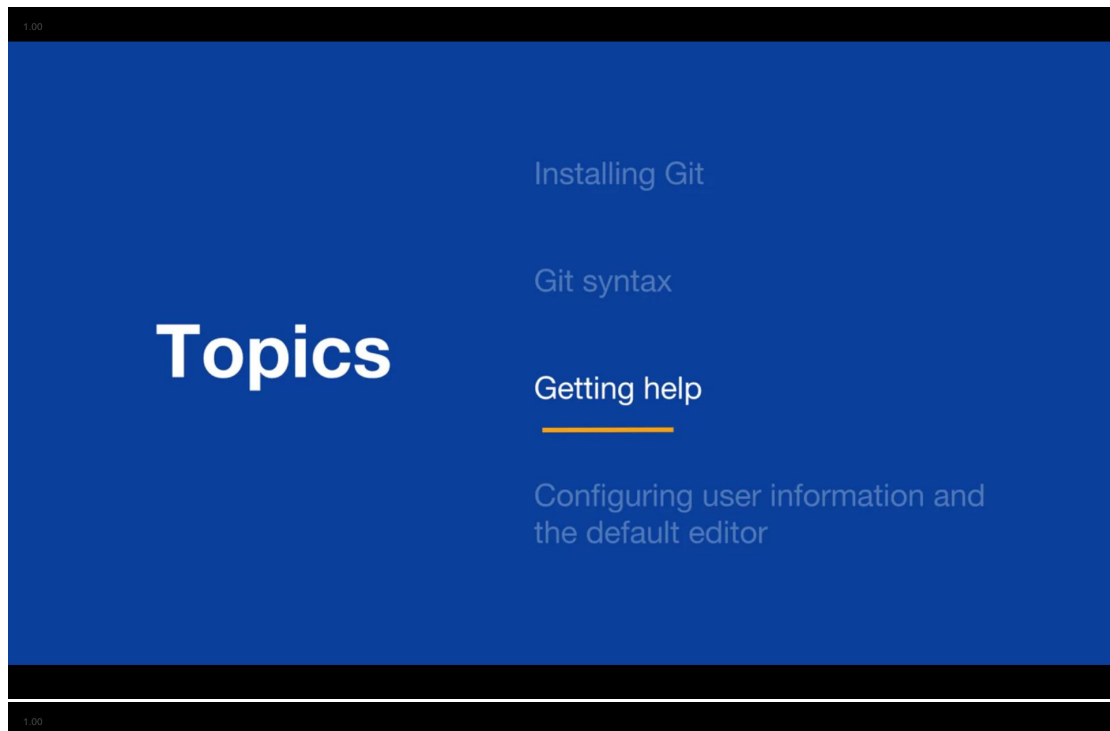 1.00
Topics
Installing Git
Git syntax
Getting help
Configuring user information and
the default editor
1.00